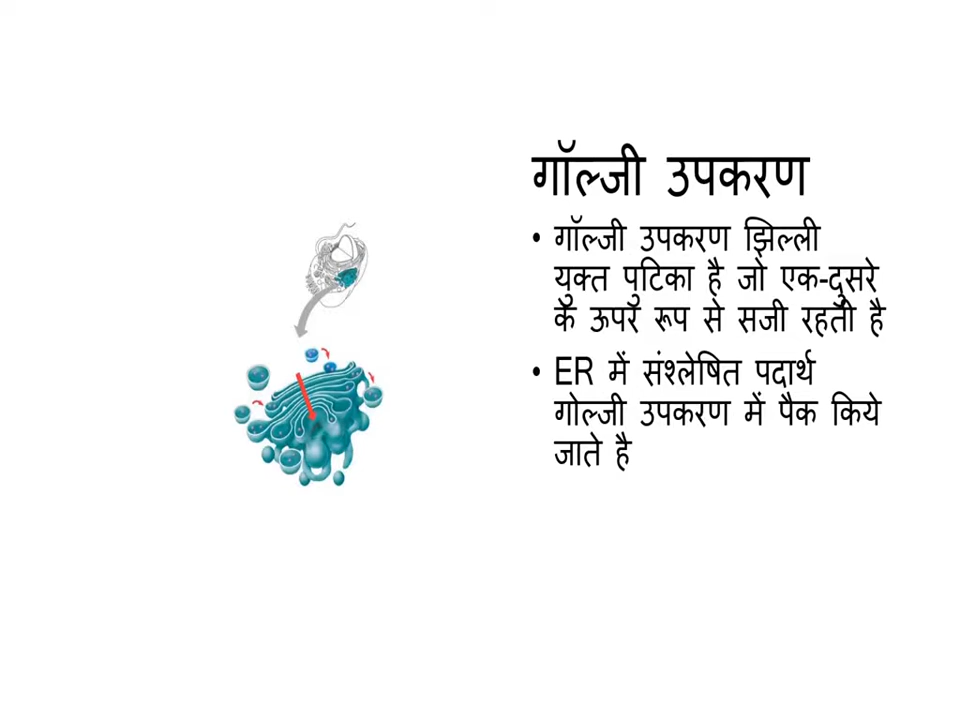 गॉल्जी उपकरण
• गॉल्जी उपकरण झिल्ली
युक्त पुटिका है जो एक-दुसरे
के ऊपर रूप से सजी रहती है
• ER में संश्लेषित पदार्थ
गोल्जी उपकरण में पैक किये
जाते है